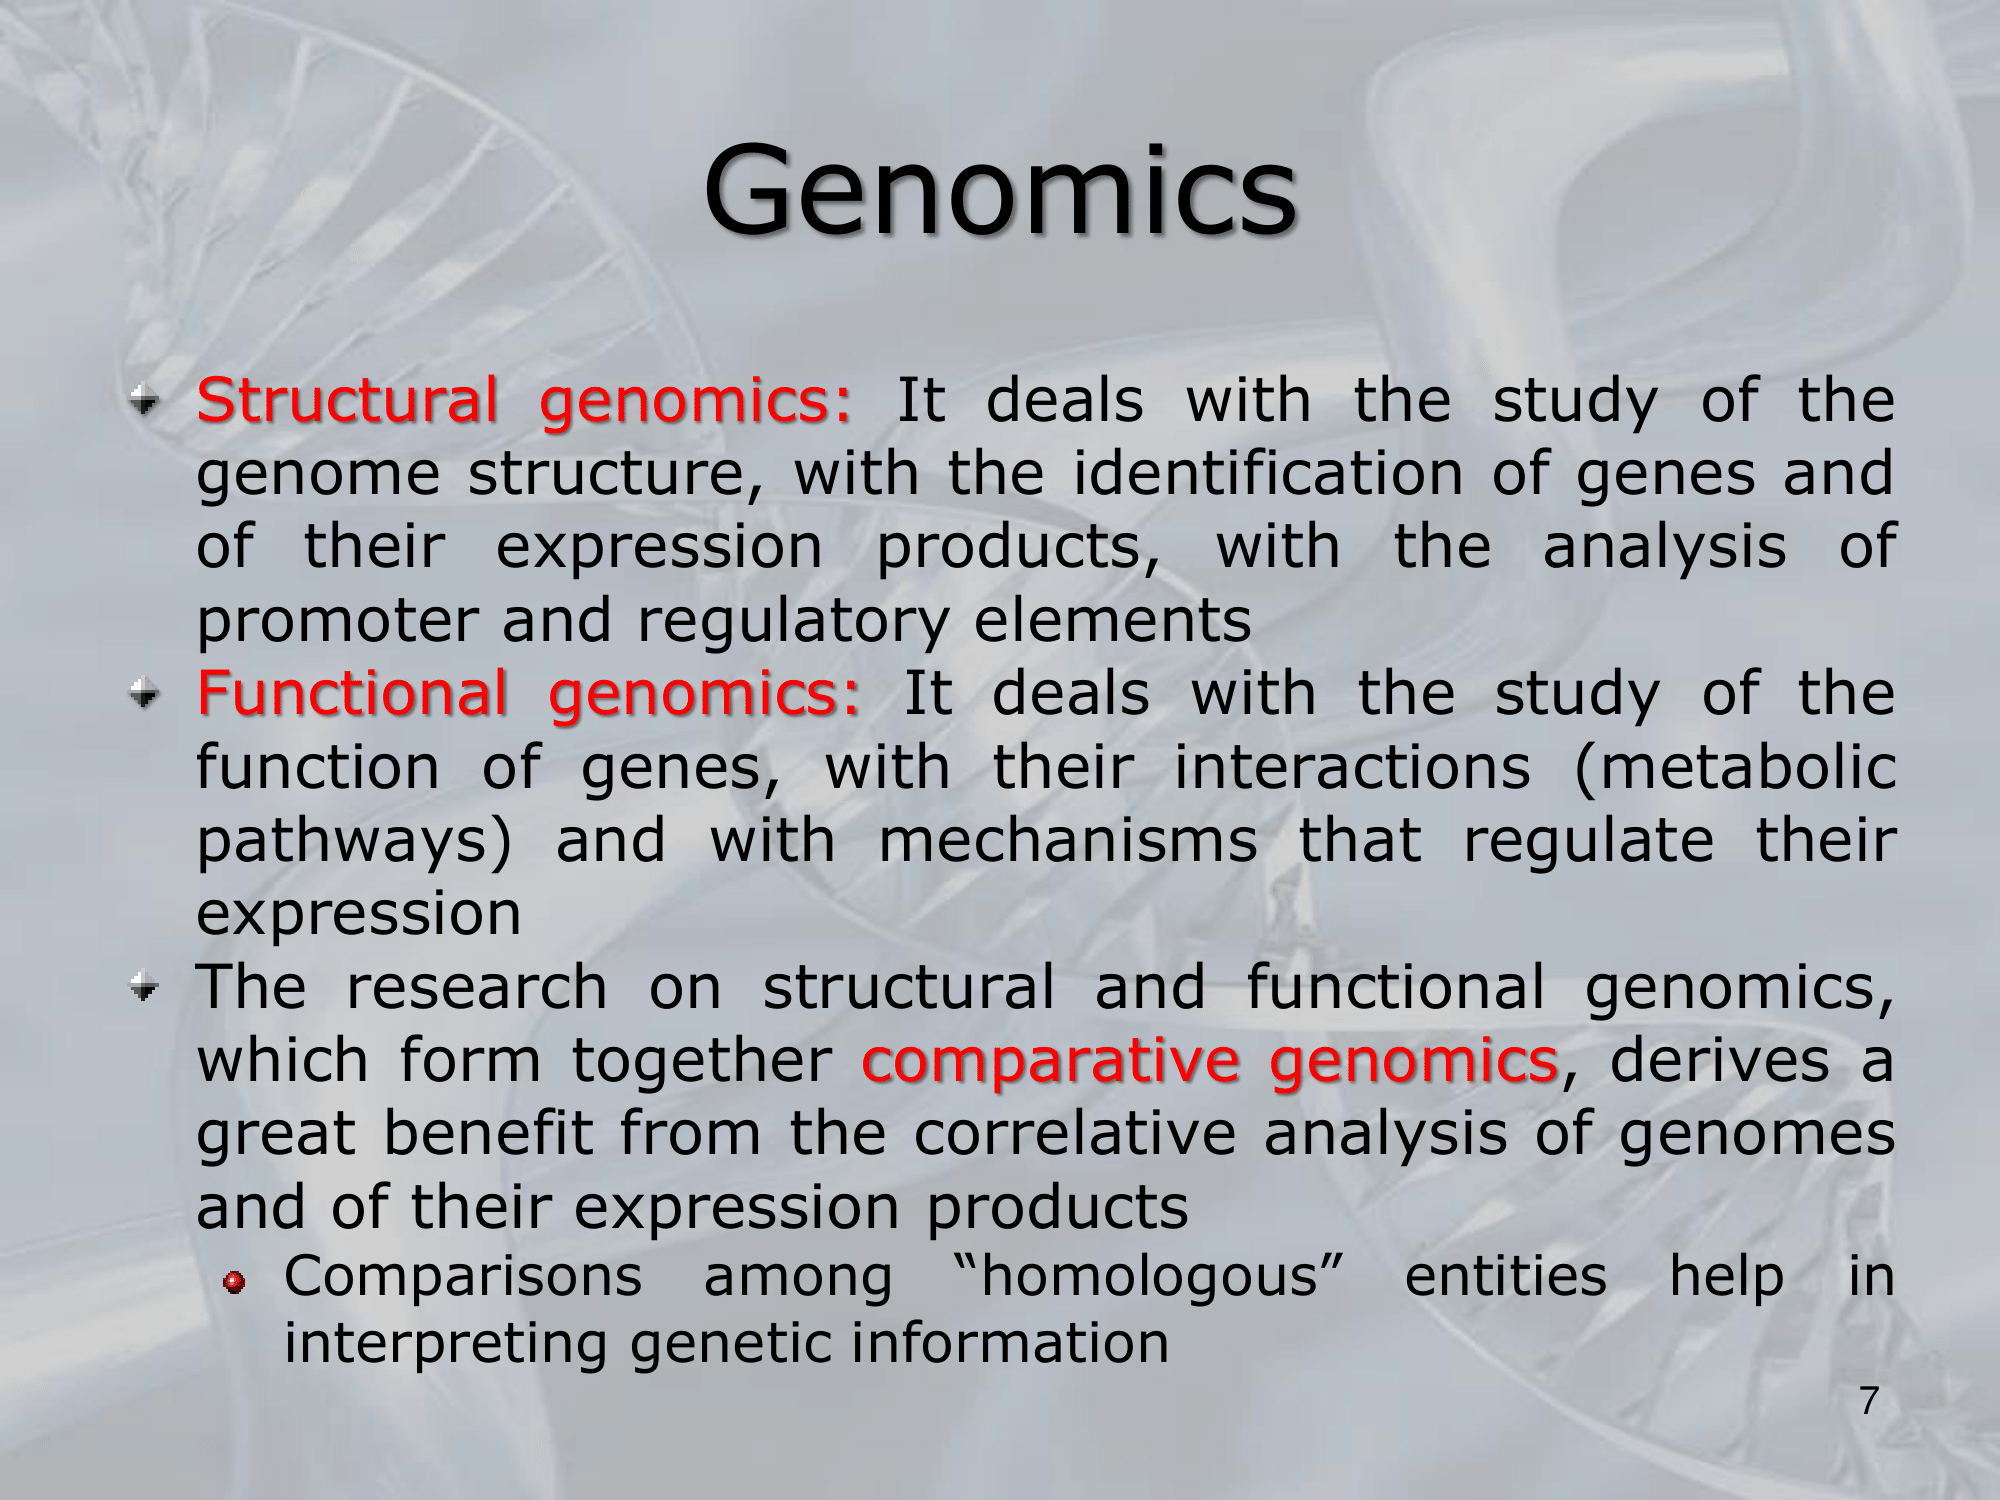 Genomics
Structural genomics: It deals with the study of the
genome structure, with the identification of genes and
of their expression products, with the analysis of
promoter and regulatory elements
Functional genomics: It deals with the study of the
function of genes, with their interactions (metabolic
pathways) and with mechanisms that regulate their
expression
The research on structural and functional genomics,
which form together comparative genomics, derives a
great benefit from the correlative analysis of genomes
and of their expression products
Comparisons among “homologous” entities help in
interpreting genetic information
7